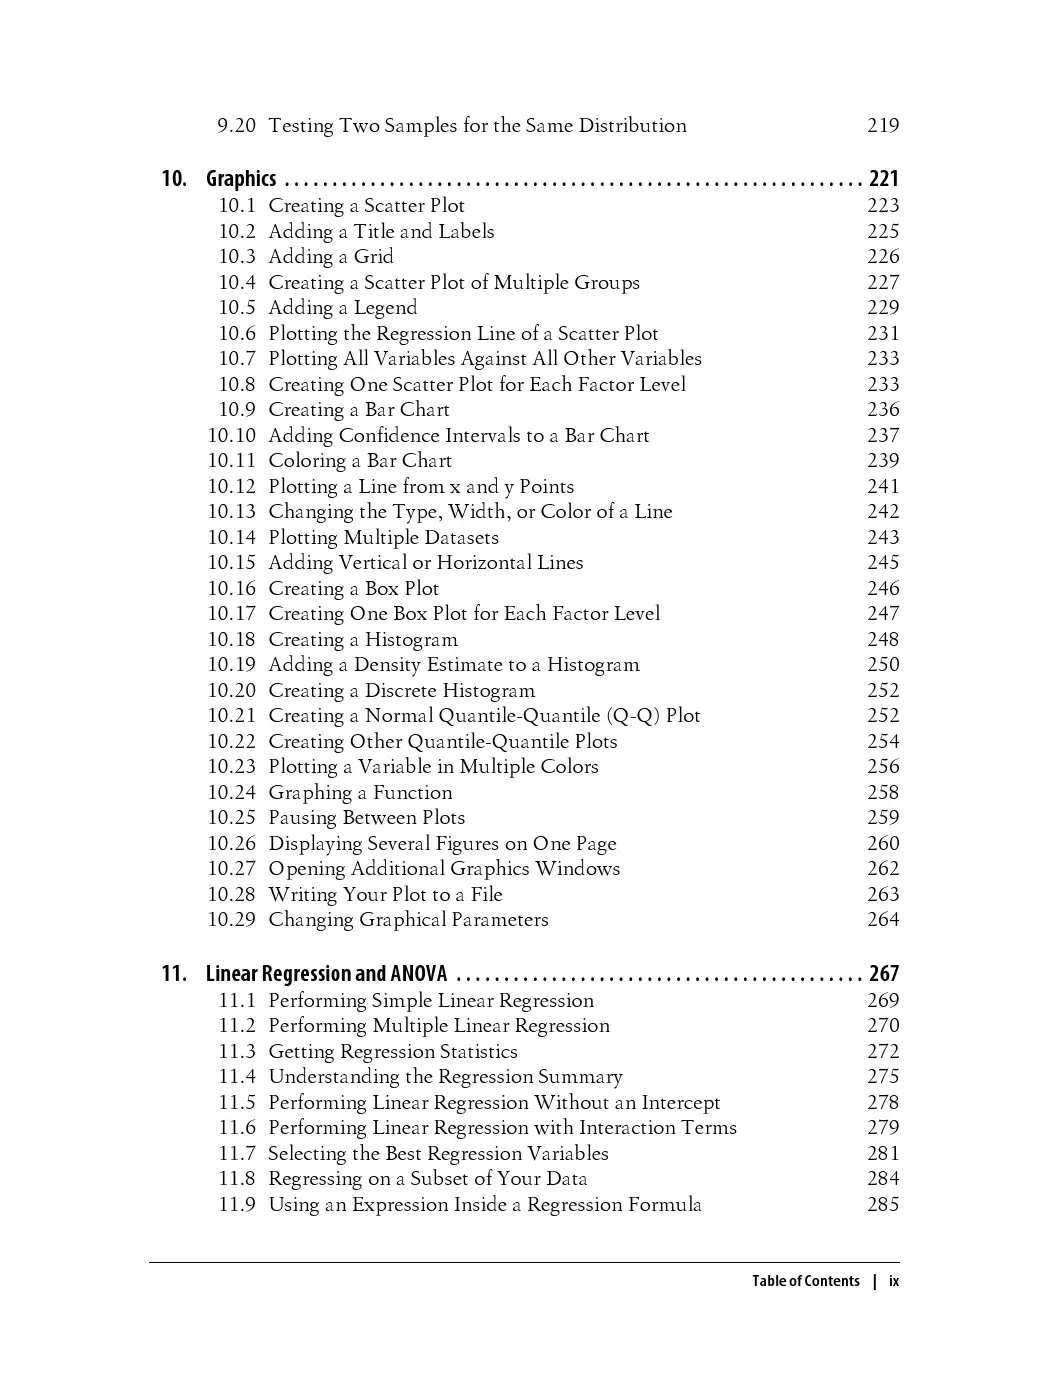 9.20 Testing Two Samples for the Same Distribution 219
10. Graphics . . . . . . . . . . . . . . . . . . . . . . . . . . . . . . . . . . . . . . . . . . . . . . . . . . . . . . . . . . . . . 221
10.1 Creating a Scatter Plot 223
10.2 Adding a Title and Labels 225
10.3 Adding a Grid 226
10.4 Creating a Scatter Plot of Multiple Groups 227
10.5 Adding a Legend 229
10.6 Plotting the Regression Line of a Scatter Plot 231
10.7 Plotting All Variables Against All Other Variables 233
10.8 Creating One Scatter Plot for Each Factor Level 233
10.9 Creating a Bar Chart 236
10.10 Adding Confidence Intervals to a Bar Chart 237
10.11 Coloring a Bar Chart 239
10.12 Plotting a Line from x and y Points 241
10.13 Changing the Type, Width, or Color of a Line 242
10.14 Plotting Multiple Datasets 243
10.15 Adding Vertical or Horizontal Lines 245
10.16 Creating a Box Plot 246
10.17 Creating One Box Plot for Each Factor Level 247
10.18 Creating a Histogram 248
10.19 Adding a Density Estimate to a Histogram 250
10.20 Creating a Discrete Histogram 252
10.21 Creating a Normal Quantile-Quantile (Q-Q) Plot 252
10.22 Creating Other Quantile-Quantile Plots 254
10.23 Plotting a Variable in Multiple Colors 256
10.24 Graphing a Function 258
10.25 Pausing Between Plots 259
10.26 Displaying Several Figures on One Page 260
10.27 Opening Additional Graphics Windows 262
10.28 Writing Your Plot to a File 263
10.29 Changing Graphical Parameters 264
11. Linear Regression and ANOVA . . . . . . . . . . . . . . . . . . . . . . . . . . . . . . . . . . . . . . . . . . . 267
11.1 Performing Simple Linear Regression 269
11.2 Performing Multiple Linear Regression 270
11.3 Getting Regression Statistics 272
11.4 Understanding the Regression Summary 275
11.5 Performing Linear Regression Without an Intercept 278
11.6 Performing Linear Regression with Interaction Terms 279
11.7 Selecting the Best Regression Variables 281
11.8 Regressing on a Subset of Your Data 284
11.9 Using an Expression Inside a Regression Formula 285
Table of Contents | ix